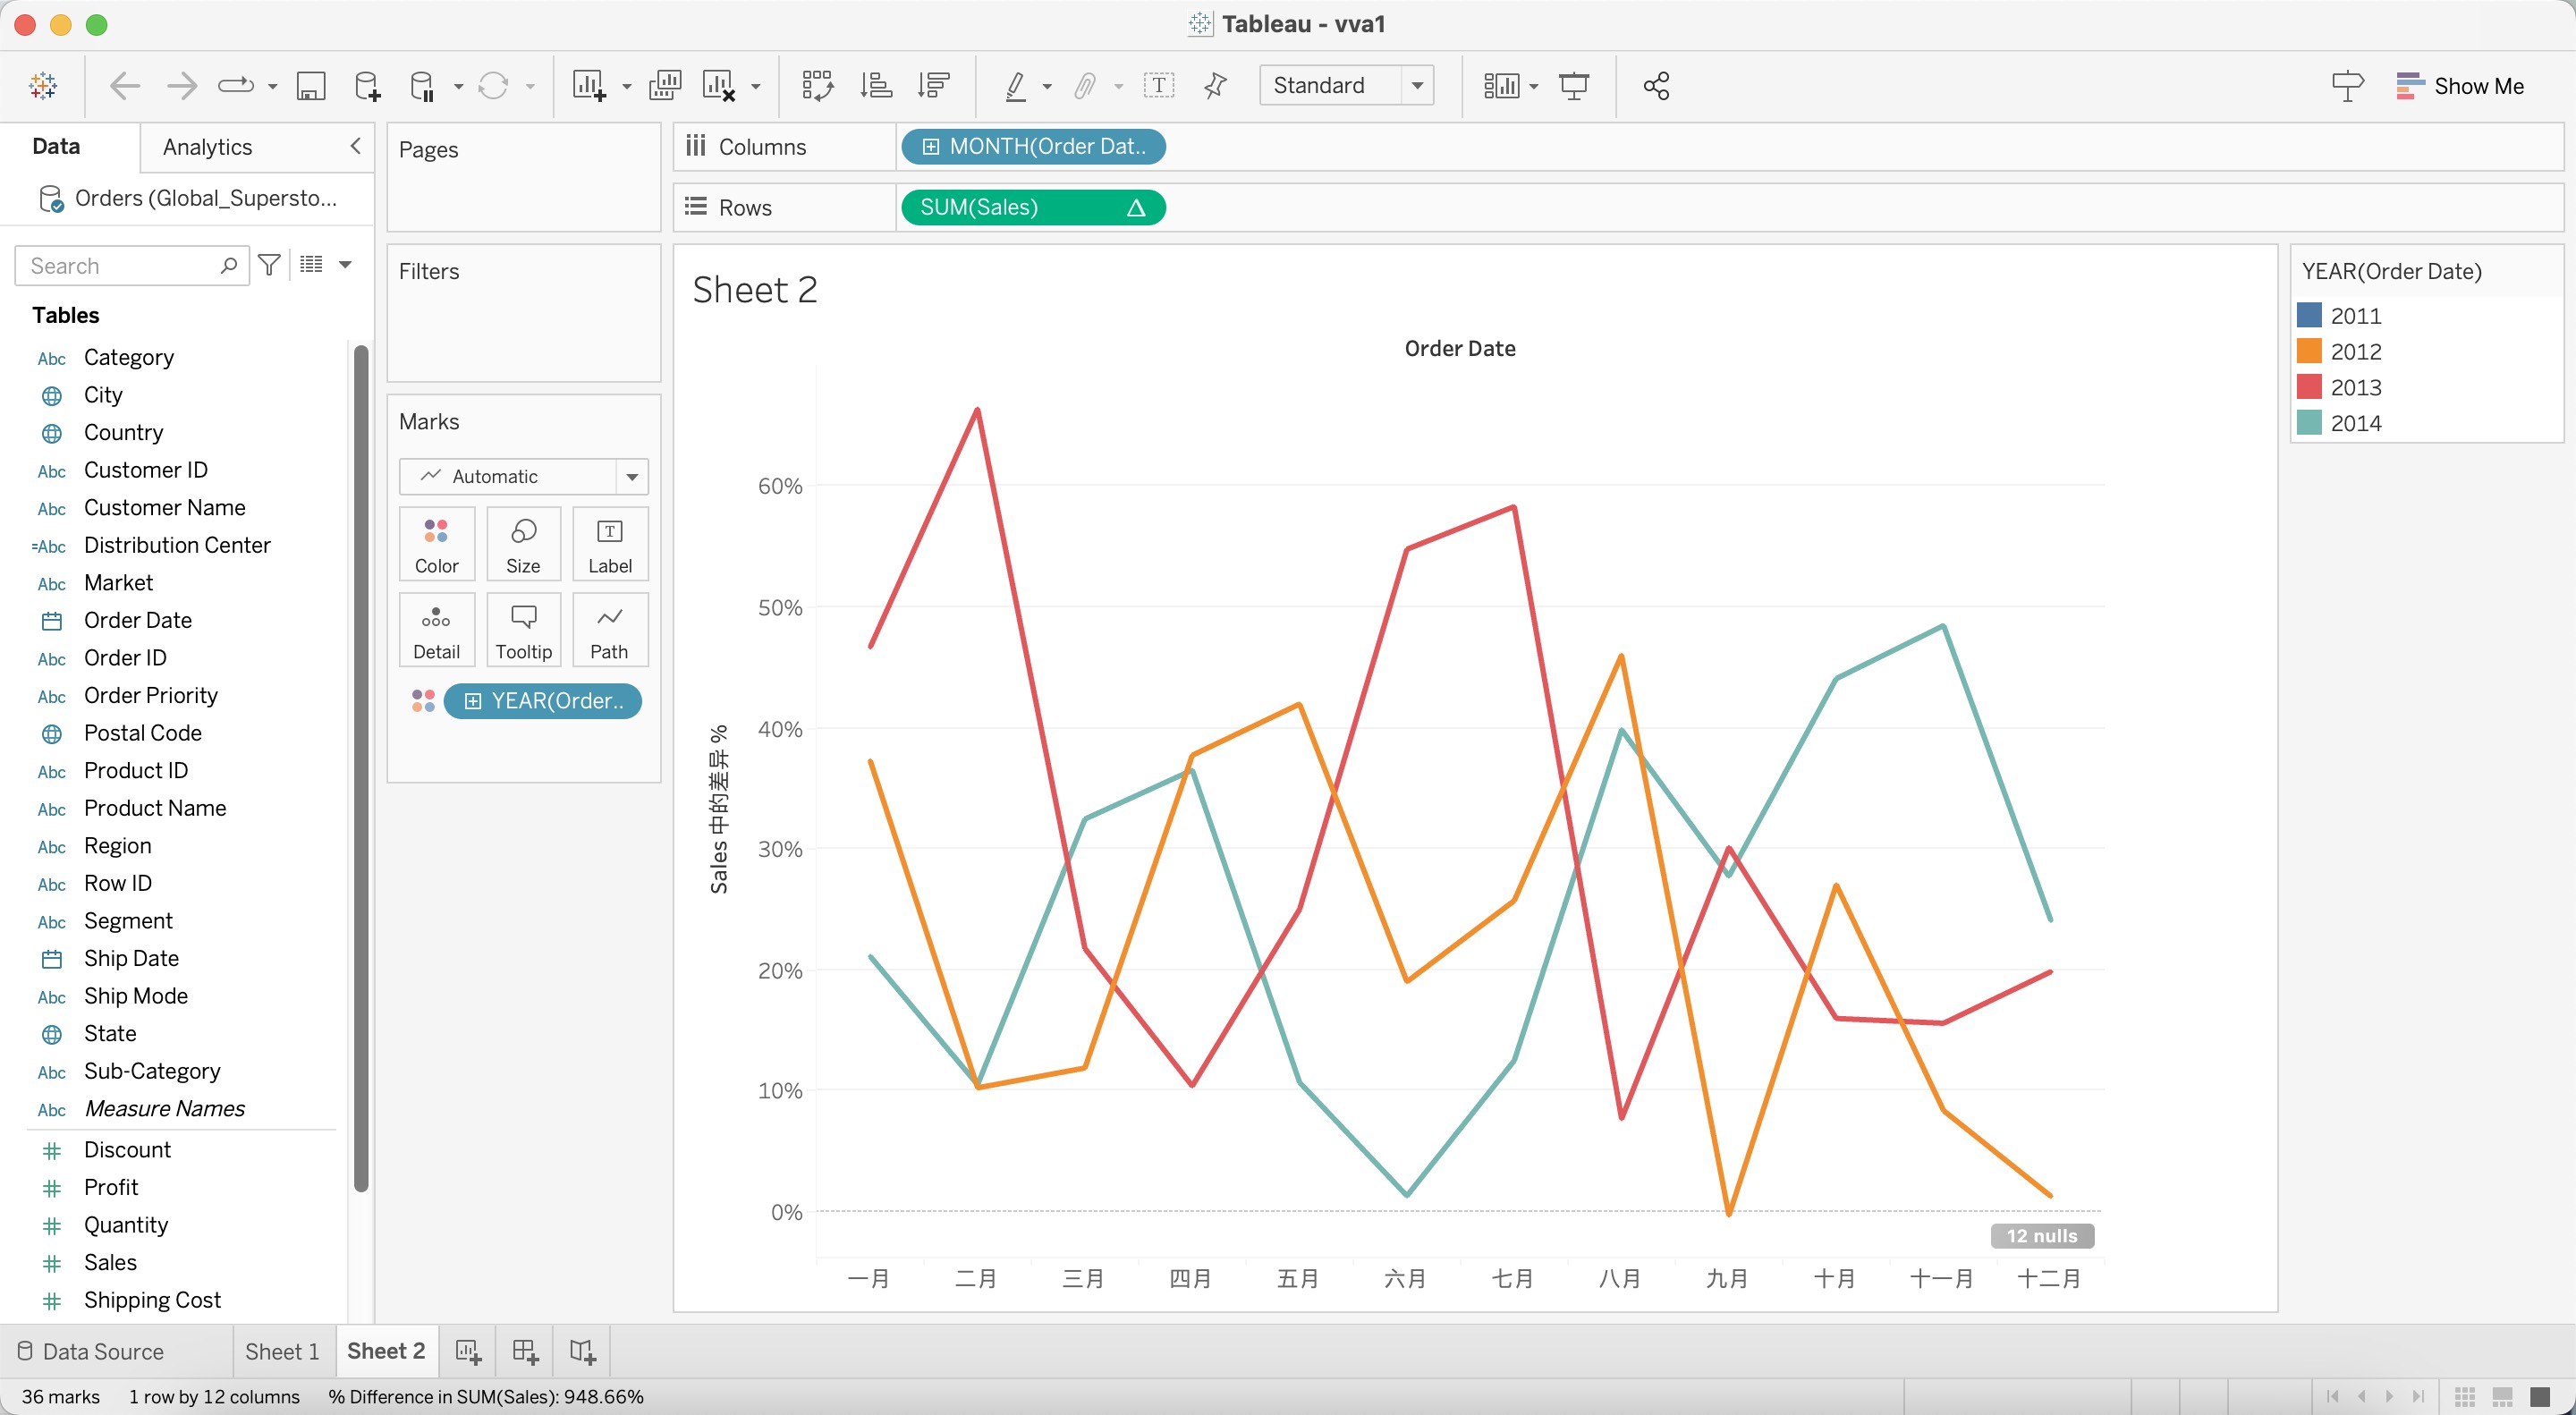 Tableau - vva1
Standard
Show Me
Data
Analytics
Orders (Global_Supersto...
Search
Tables
Abc Category
City
Country
Abc Customer ID
Abc Customer Name
=Abc Distribution Center
Abc Market
Order Date
Abc Order ID
Abc Order Priority
Postal Code
Abc Product ID
Abc Product Name
Abc Region
Abc Row ID
Abc Segment
Ship Date
Abc Ship Mode
State
Abc Sub-Category
Abc Measure Names
Discount
Profit
Quantity
Sales
Shipping Cost
Pages
Filters
Marks
Automatic
Color Size Label
Detail Tooltip Path
YEAR(Order..
Columns MONTH(Order Dat..
Rows SUM(Sales)
Sheet 2
Order Date
Sales 中的差异 %
60%
50%
40%
30%
20%
10%
0%
12 nulls
一月 二月 三月 四月 五月 六月 七月 八月 九月 十月 十一月 十二月
YEAR(Order Date)
2011
2012
2013
2014
Data Source Sheet 1 Sheet 2
36 marks 1 row by 12 columns % Difference in SUM(Sales): 948.66%